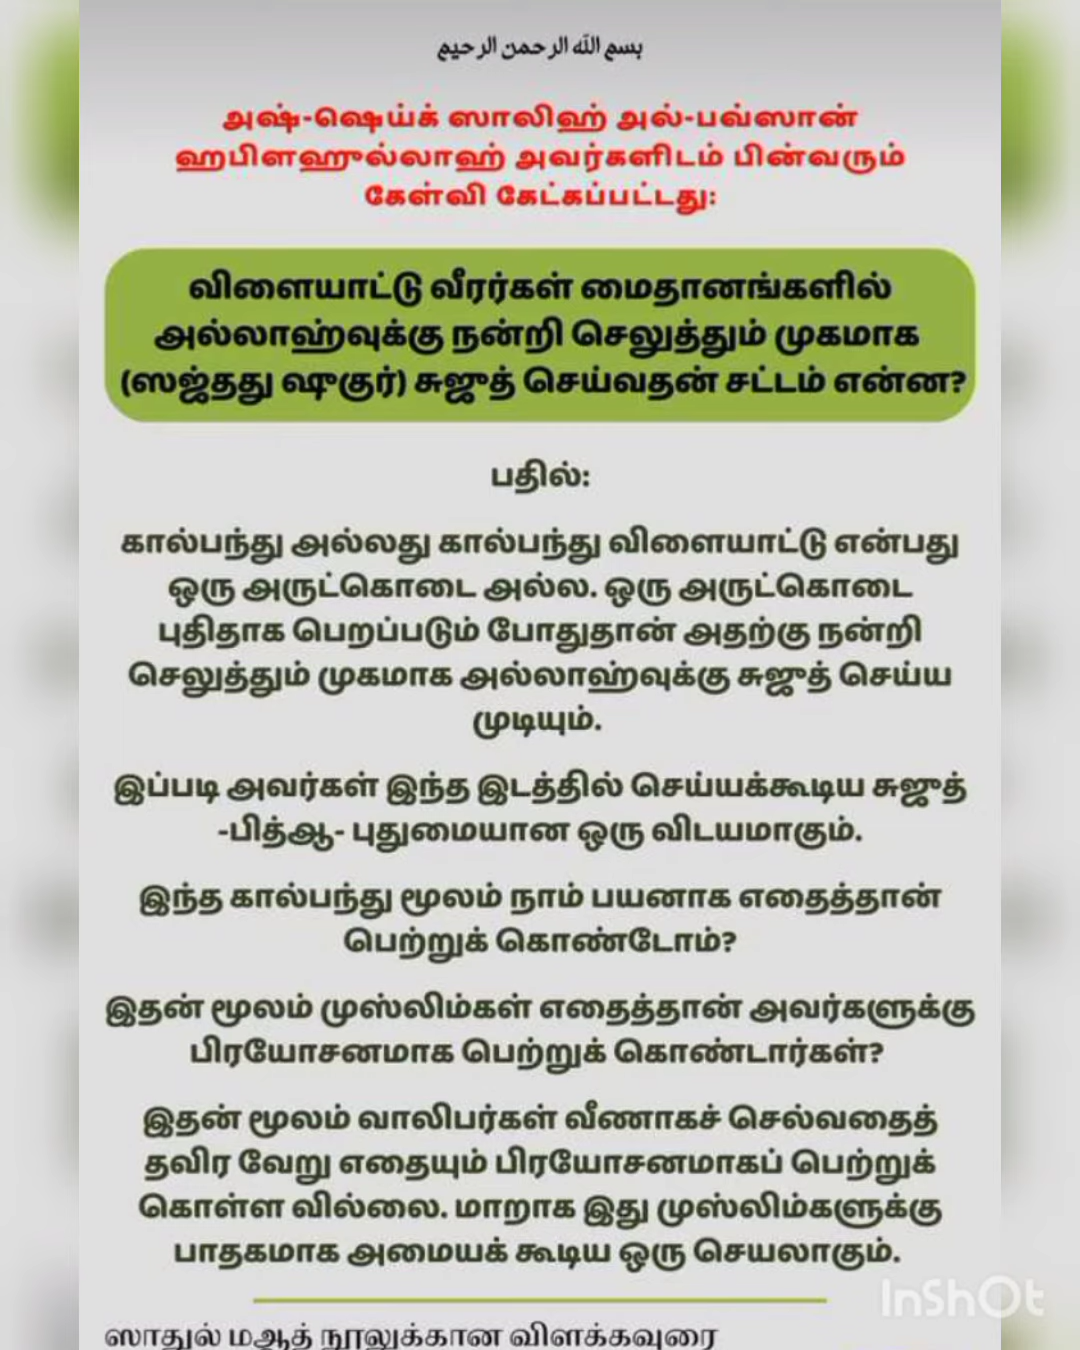 بسم الله الرحمن الرحيم
அஷ்-ஷெய்க் ஸாலிஹ் அல்-பவ்ஸான்
ஹபிளஹுல்லாஹ் அவர்களிடம் பின்வரும்
கேள்வி கேட்கப்பட்டது:
விளையாட்டு வீரர்கள் மைதானங்களில்
அல்லாஹ்வுக்கு நன்றி செலுத்தும் முகமாக
(ஸஜ்தது ஷுகுர்) சுஜுத் செய்வதன் சட்டம் என்ன?
பதில்:
கால்பந்து அல்லது கால்பந்து விளையாட்டு என்பது
ஒரு அருட்கொடை அல்ல. ஒரு அருட்கொடை
புதிதாக பெறப்படும் போதுதான் அதற்கு நன்றி
செலுத்தும் முகமாக அல்லாஹ்வுக்கு சுஜுத் செய்ய
முடியும்.
இப்படி அவர்கள் இந்த இடத்தில் செய்யக்கூடிய சுஜுத்
-பித்ஆ- புதுமையான ஒரு விடயமாகும்.
இந்த கால்பந்து மூலம் நாம் பயனாக எதைத்தான்
பெற்றுக் கொண்டோம்?
இதன் மூலம் முஸ்லிம்கள் எதைத்தான் அவர்களுக்கு
பிரயோசனமாக பெற்றுக் கொண்டார்கள்?
இதன் மூலம் வாலிபர்கள் வீணாகச் செல்வதைத்
தவிர வேறு எதையும் பிரயோசனமாகப் பெற்றுக்
கொள்ள வில்லை. மாறாக இது முஸ்லிம்களுக்கு
பாதகமாக அமையக் கூடிய ஒரு செயலாகும்.
InShOt
ஸாதுல் மஆத் நூலுக்கான விளக்கவுரை